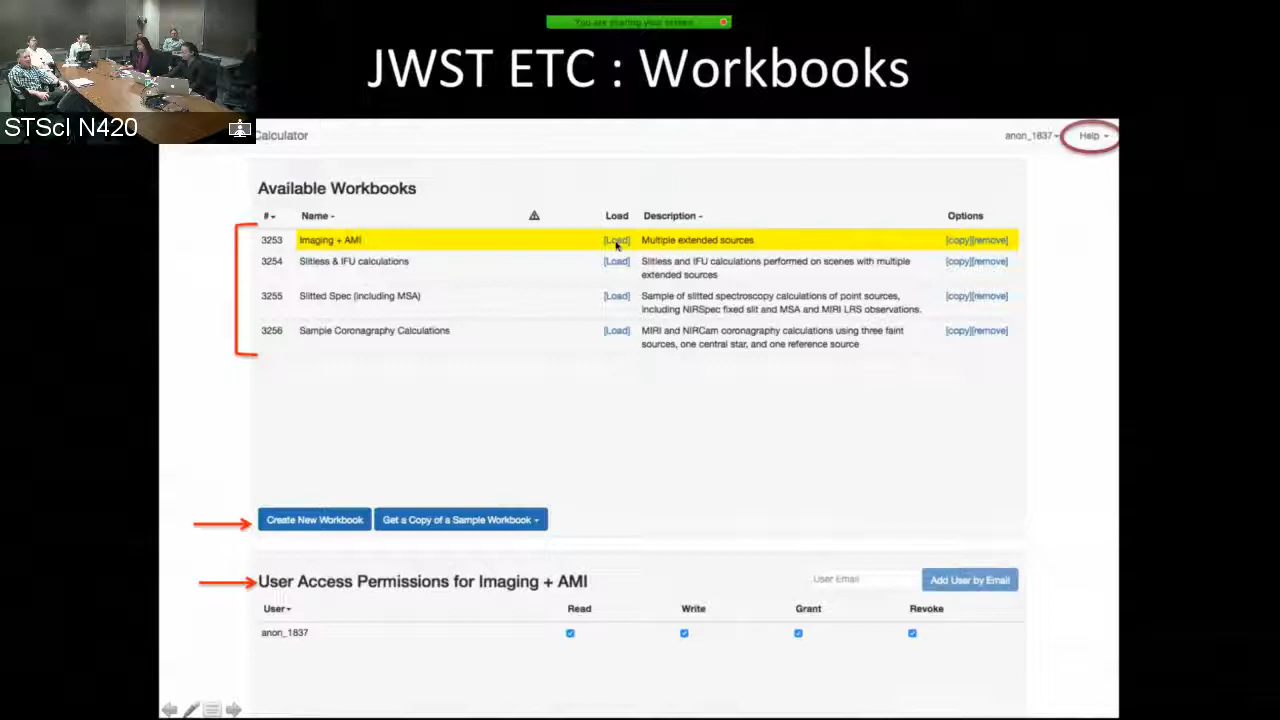 You are sharing your screen
JWST ETC : Workbooks
STScI N420
Calculator
anon_1837
Help
Available Workbooks
# Name Load Description Options
3253 Imaging + AMI [Load] Multiple extended sources [copy][remove]
3254 Slitless & IFU calculations [Load] Slitless and IFU calculations performed on scenes with multiple [copy][remove]
extended sources
3255 Slitted Spec (including MSA) [Load] Sample of slitted spectroscopy calculations of point sources, [copy][remove]
including NIRSpec fixed slit and MSA and MIRI LRS observations.
3256 Sample Coronagraphy Calculations [Load] MIRI and NIRCam coronagraphy calculations using three faint [copy][remove]
sources, one central star, and one reference source
Create New Workbook Get a Copy of a Sample Workbook
User Access Permissions for Imaging + AMI User Email Add User by Email
User Read Write Grant Revoke
anon_1837